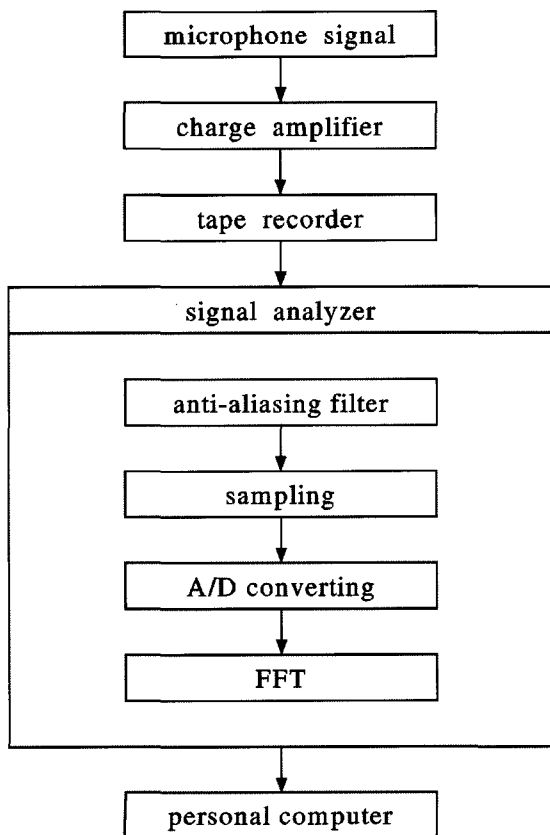 microphone signal
charge amplifier
tape recorder
signal analyzer
anti-aliasing filter
sampling
A/D converting
FFT
personal computer